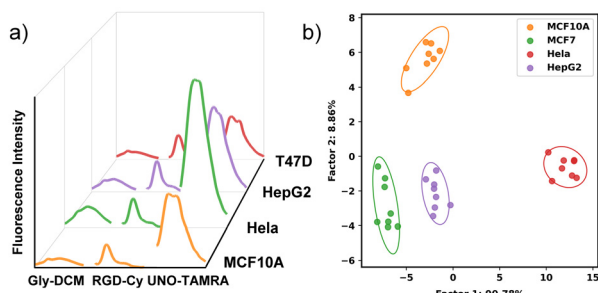 a)
Fluorescence Intensity
T47D
HepG2
Hela
MCF10A
Gly-DCM RGD-Cy UNO-TAMRA
b)
Factor 2: 8.86%
8
6
4
2
0
−2
−4
−6
MCF10A
MCF7
Hela
HepG2
−5 0 5 10 15